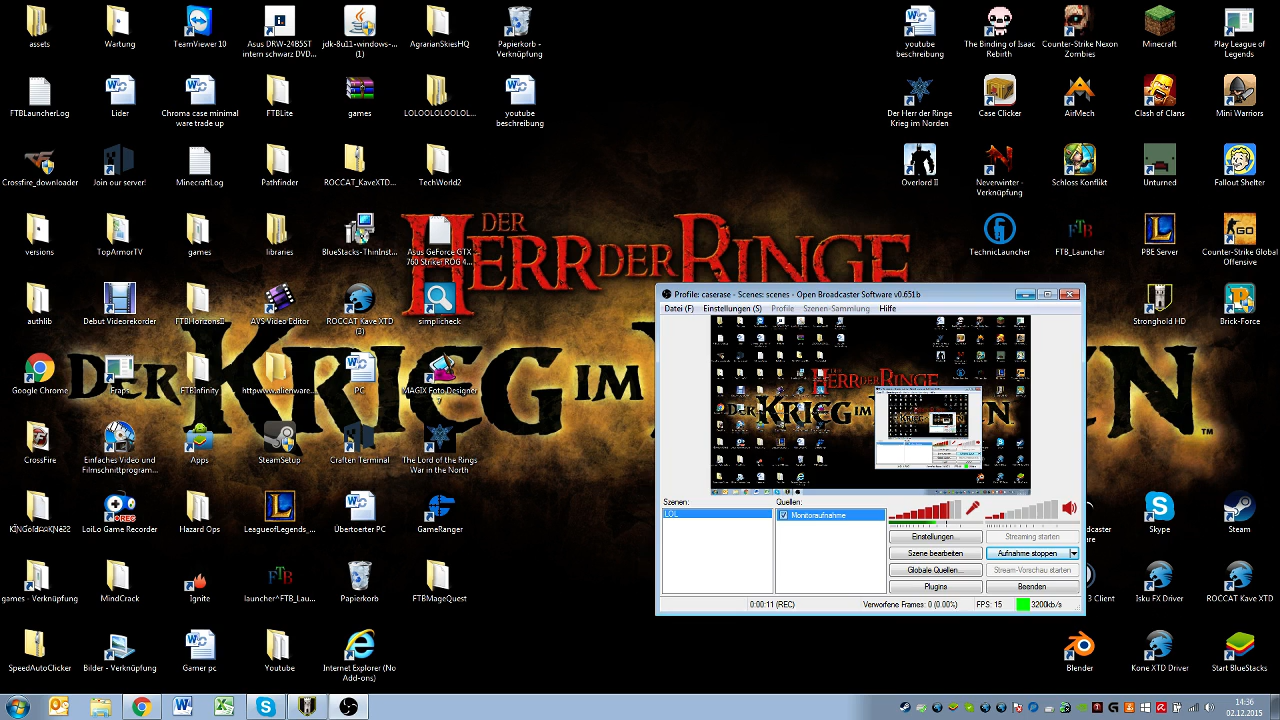 assets
Wartung
TeamViewer 10
Asus DRW-24B5ST
intern schwarz DVD...
jdk-8u11-windows-...
(1)
AgrarianSkiesHQ
Papierkorb -
Verknüpfung
youtube
beschreibung
The Binding of Isaac
Rebirth
Counter-Strike Nexon
Zombies
Minecraft
Play League of
Legends
FTBLauncherLog
Lider
Chroma case minimal
ware trade up
FTBLite
games
LOLOOLOLOOLOL...
youtube
beschreibung
Der Herr der Ringe
Krieg im Norden
Case Clicker
AirMech
Clash of Clans
Mini Warriors
Crossfire_downloader
Join our server!
MinecraftLog
Pathfinder
ROCCAT_KaveXTD...
TechWorld2
Overlord II
Neverwinter -
Verknüpfung
Schloss Konflikt
Unturned
Fallout Shelter
versions
TopArmorTV
games
libraries
BlueStacks-ThinInst...
Asus GeForce GTX
760 Striker ROG 4...
TechnicLauncher
FTB_Launcher
PBE Server
Counter-Strike Global
Offensive
DER
HERR DER RINGE
authlib
Debut Videorecorder
FTBHorizonsII
AVS Video Editor
ROCCAT Kave XTD
(3)
simplicheck
Stronghold HD
Brick-Force
Google Chrome
Fraps
FTBInfinity
httpwww.alienware...
PC
MAGIX Foto Designer
DER KRIEG IM
™
CrossFire
Einfaches Video und
Filmschnittprogram...
Apps
SteamSetup
Craften Terminal
The Lord of the Rings
War in the North
KiNGofdArKNeZZ
LoiLo Game Recorder
Hazard Ops
LeagueofLegends_...
Übertoerter PC
GameRanger
Skype
Steam
games - Verknüpfung
MindCrack
Ignite
launcher^FTB_Lau...
Papierkorb
FTBMageQuest
Isku FX Driver
ROCCAT Kave XTD
SpeedAutoClicker
Bilder - Verknüpfung
Gamer pc
Youtube
Internet Explorer (No
Add-ons)
Blender
Kone XTD Driver
Start BlueStacks
Profile: caserase - Scenes: scenes - Open Broadcaster Software v0.651b
Datei (F)
Einstellungen (S)
Profile
Szenen-Sammlung
Hilfe
Szenen:
LOL
Quellen:
Monitoraufnahme
Einstellungen...
Streaming starten
Szene bearbeiten
Aufnahme stoppen
Globale Quellen...
Stream-Vorschau starten
Plugins
Beenden
0:00:11 (REC)
Verworfene Frames: 0 (0.00%)
FPS: 15
3200kb/s
14:36
02.12.2015